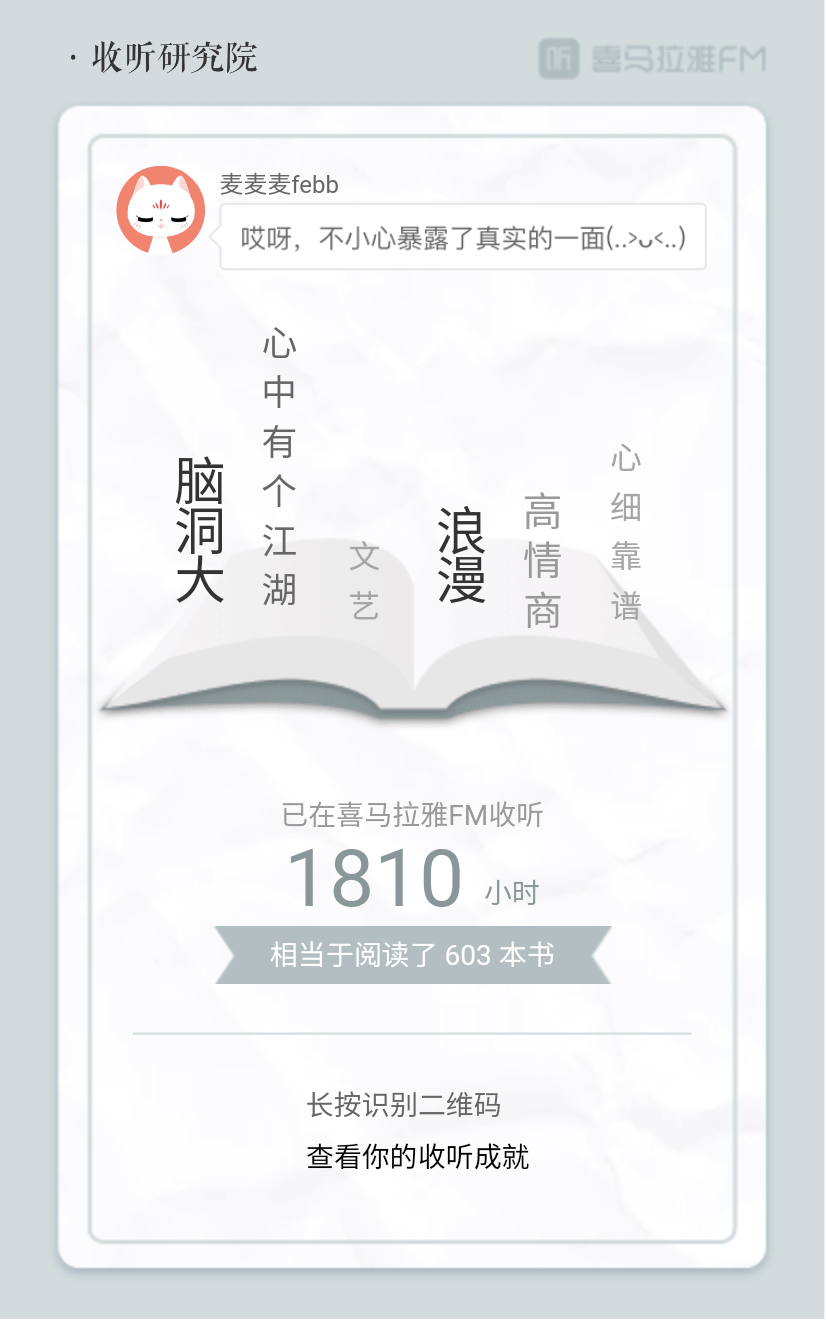 · 收听研究院
听 喜马拉雅FM
麦麦麦febb
哎呀，不小心暴露了真实的一面(..>ᴗ<..)
脑洞大
心中有个江湖
文艺
浪漫
高情商
心细靠谱
已在喜马拉雅FM收听
1810 小时
相当于阅读了 603 本书
长按识别二维码
查看你的收听成就